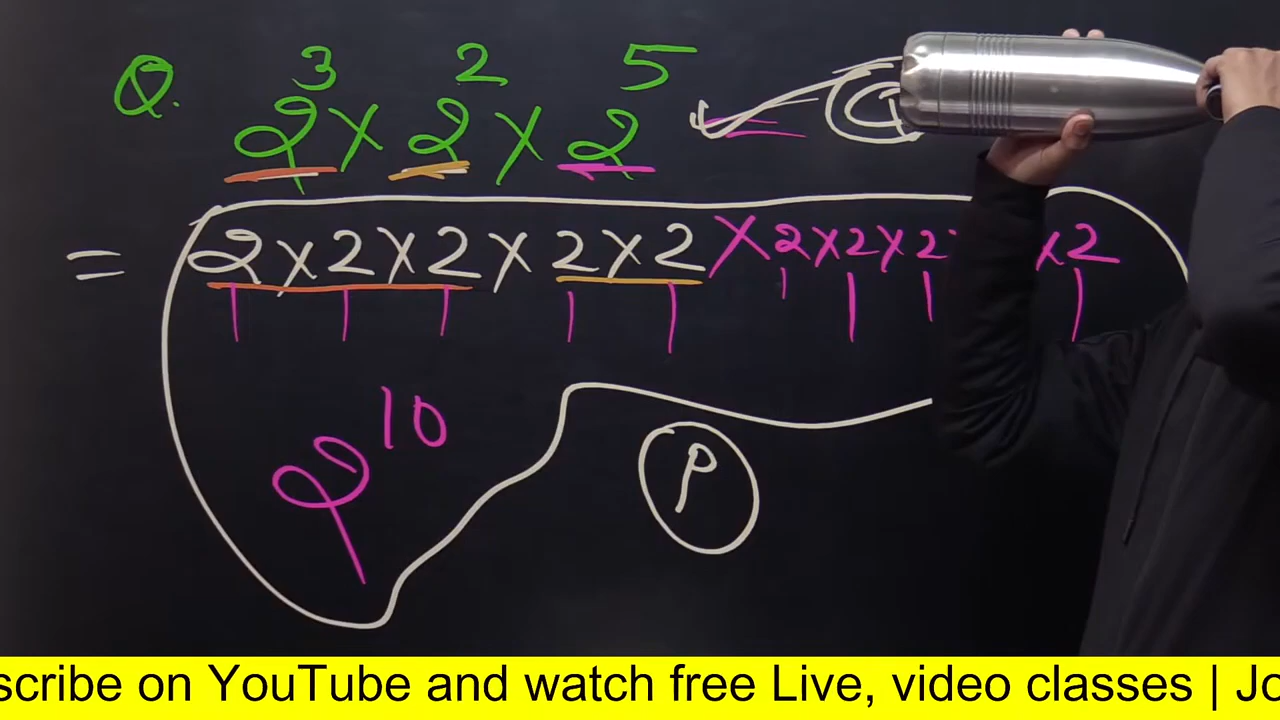 Q. 2³ × 2² × 2⁵
= 2 × 2 × 2 × 2 × 2 × 2 × 2 × 2 × 2
2¹⁰
P
scribe on YouTube and watch free Live, video classes | Jo